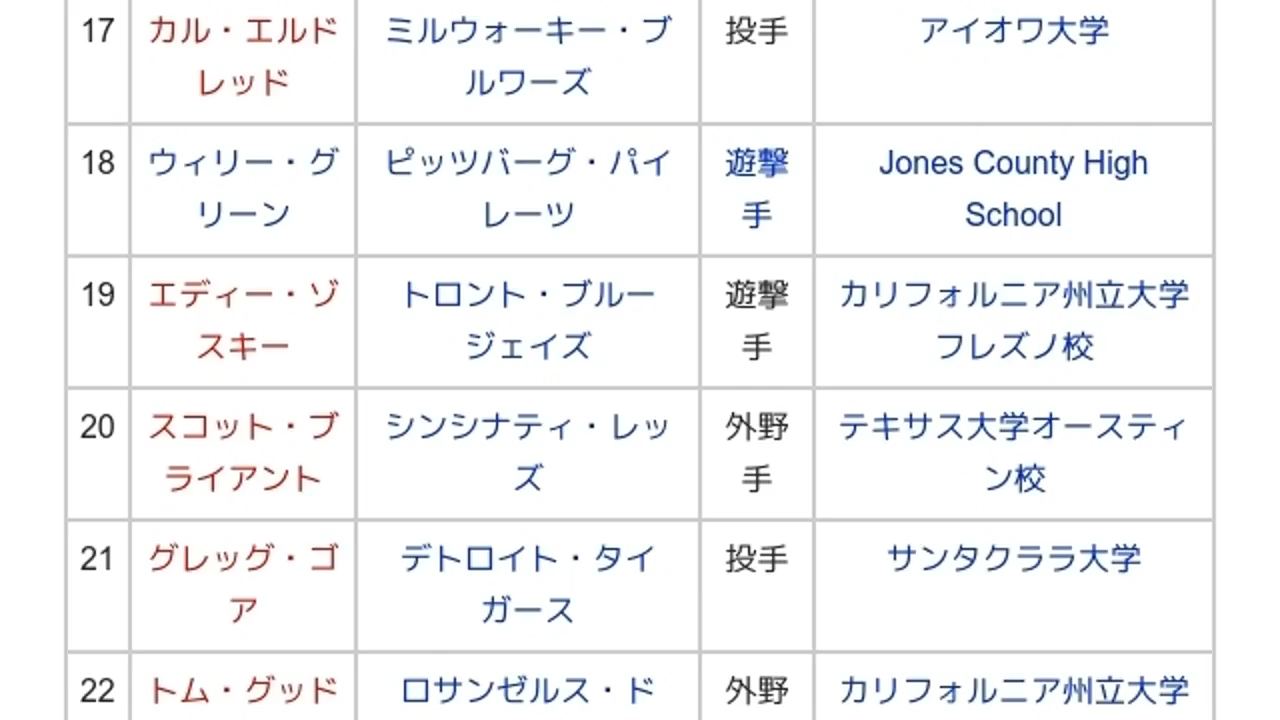 17 カル・エルド ミルウォーキー・ブ 投手 アイオワ大学
レッド ルワーズ
18 ウィリー・グ ピッツバーグ・パイ 遊撃 Jones County High
リーン レーツ 手 School
19 エディー・ゾ トロント・ブルー 遊撃 カリフォルニア州立大学
スキー ジェイズ 手 フレズノ校
20 スコット・ブ シンシナティ・レッ 外野 テキサス大学オースティ
ライアント ズ 手 ン校
21 グレッグ・ゴ デトロイト・タイ 投手 サンタクララ大学
ア ガース
22 トム・グッド ロサンゼルス・ド 外野 カリフォルニア州立大学